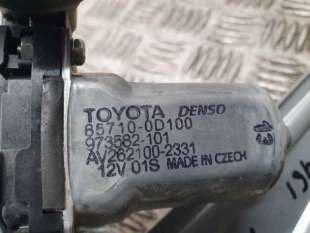 TOYOTA DENSO
85710-0D100
973582-101
AV262100-2331
12V 01S MADE IN CZECH